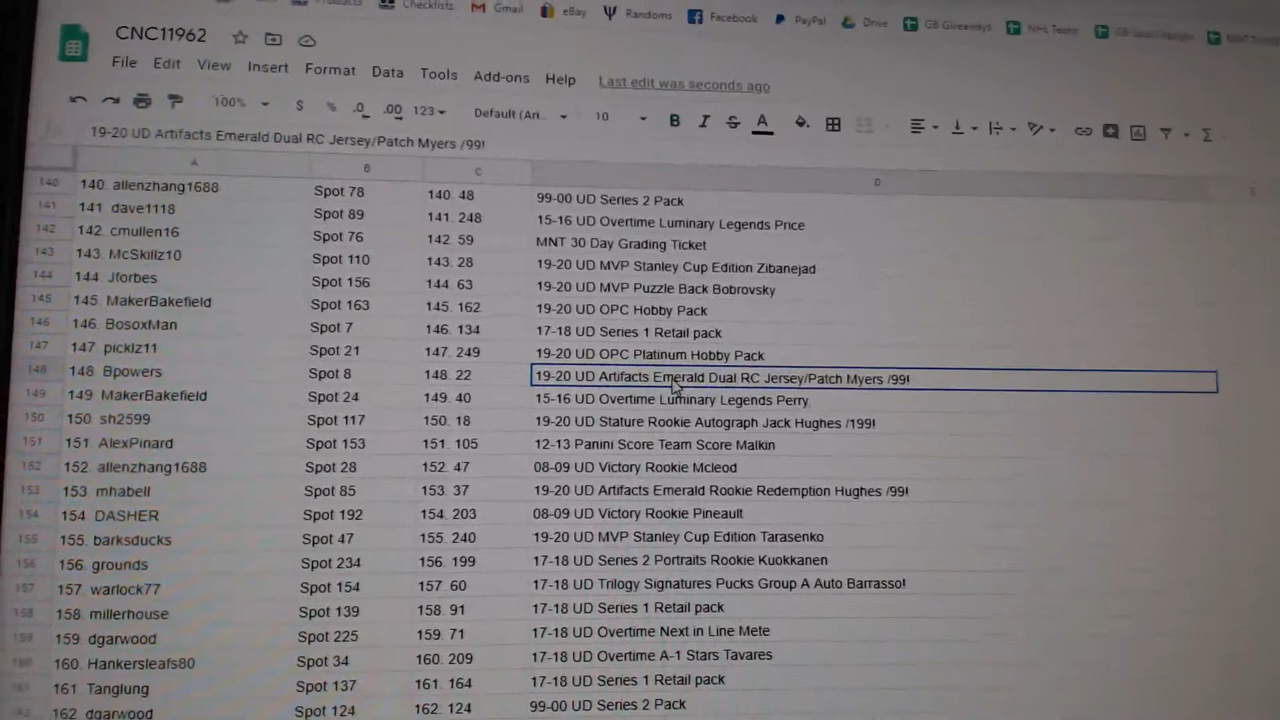 Products Checklists Gmail eBay Randoms Facebook PayPal Drive GB Giveaways NHL Teams
CNC11962
File Edit View Insert Format Data Tools Add-ons Help Last edit was seconds ago
100% $ % .0 .00 123 Default (Ari... 10 B I S A
19-20 UD Artifacts Emerald Dual RC Jersey/Patch Myers /99!
A B C D E
140 140. allenzhang1688 Spot 78 140. 48 99-00 UD Series 2 Pack
141 141. dave1118 Spot 89 141. 248 15-16 UD Overtime Luminary Legends Price
142 142. cmullen16 Spot 76 142. 59 MNT 30 Day Grading Ticket
143 143. McSkillz10 Spot 110 143. 28 19-20 UD MVP Stanley Cup Edition Zibanejad
144 144. Jforbes Spot 156 144. 63 19-20 UD MVP Puzzle Back Bobrovsky
145 145. MakerBakefield Spot 163 145. 162 19-20 UD OPC Hobby Pack
146 146. BosoxMan Spot 7 146. 134 17-18 UD Series 1 Retail pack
147 147. picklz11 Spot 21 147. 249 19-20 UD OPC Platinum Hobby Pack
148 148. Bpowers Spot 8 148. 22 19-20 UD Artifacts Emerald Dual RC Jersey/Patch Myers /99!
149 149. MakerBakefield Spot 24 149. 40 15-16 UD Overtime Luminary Legends Perry
150 150. sh2599 Spot 117 150. 18 19-20 UD Stature Rookie Autograph Jack Hughes /199!
151 151. AlexPinard Spot 153 151. 105 12-13 Panini Score Team Score Malkin
152 152. allenzhang1688 Spot 28 152. 47 08-09 UD Victory Rookie Mcleod
153 153. mhabell Spot 85 153. 37 19-20 UD Artifacts Emerald Rookie Redemption Hughes /99!
154 154. DASHER Spot 192 154. 203 08-09 UD Victory Rookie Pineault
155 155. barksducks Spot 47 155. 240 19-20 UD MVP Stanley Cup Edition Tarasenko
156 156. grounds Spot 234 156. 199 17-18 UD Series 2 Portraits Rookie Kuokkanen
157 157. warlock77 Spot 154 157. 60 17-18 UD Trilogy Signatures Pucks Group A Auto Barrasso!
158 158. millerhouse Spot 139 158. 91 17-18 UD Series 1 Retail pack
159 159. dgarwood Spot 225 159. 71 17-18 UD Overtime Next in Line Mete
160 160. Hankersleafs80 Spot 34 160. 209 17-18 UD Overtime A-1 Stars Tavares
161 161. Tanglung Spot 137 161. 164 17-18 UD Series 1 Retail pack
162 162. dgarwood Spot 124 162. 124 99-00 UD Series 2 Pack